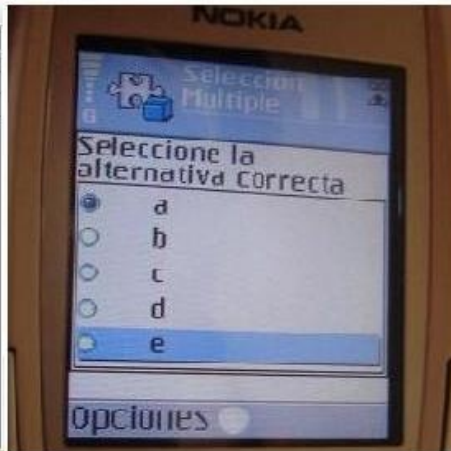 NOKIA
Seleccion
Multiple
Seleccione la
alternativa Correcta
a
b
c
d
e
Opciones